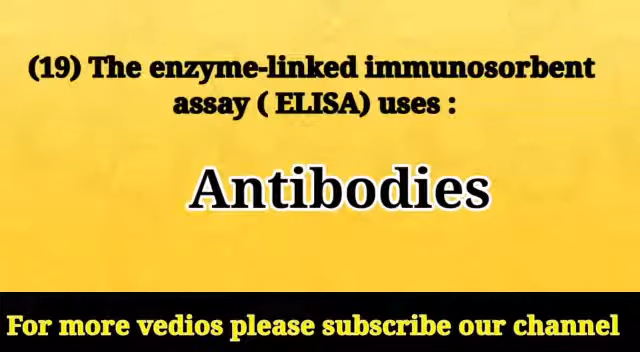 (19) The enzyme-linked immunosorbent
assay ( ELISA) uses :
Antibodies
For more vedios please subscribe our channel